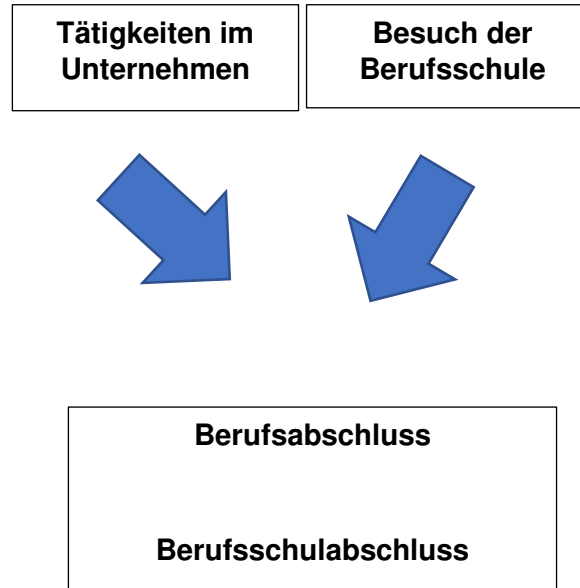 Tätigkeiten im
Unternehmen
Besuch der
Berufsschule
Berufsabschluss
Berufsschulabschluss